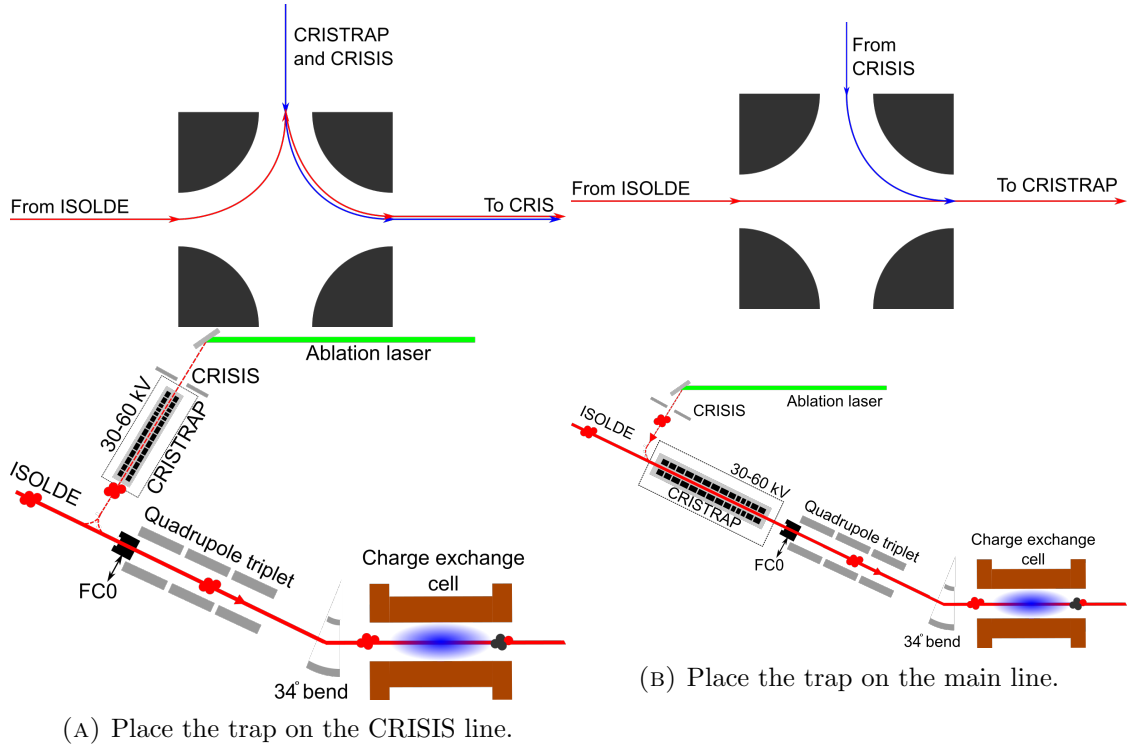 CRISTRAP
and CRISIS
From ISOLDE
To CRIS
Ablation laser
CRISIS
30-60 kV
CRISTRAP
ISOLDE
Quadrupole triplet
FC0
Charge exchange
cell
34° bend
(A) Place the trap on the CRISIS line.
From
CRISIS
From ISOLDE
To CRISTRAP
Ablation laser
CRISIS
ISOLDE
30-60 kV
CRISTRAP
Quadrupole triplet
FC0
Charge exchange
cell
34° bend
(B) Place the trap on the main line.